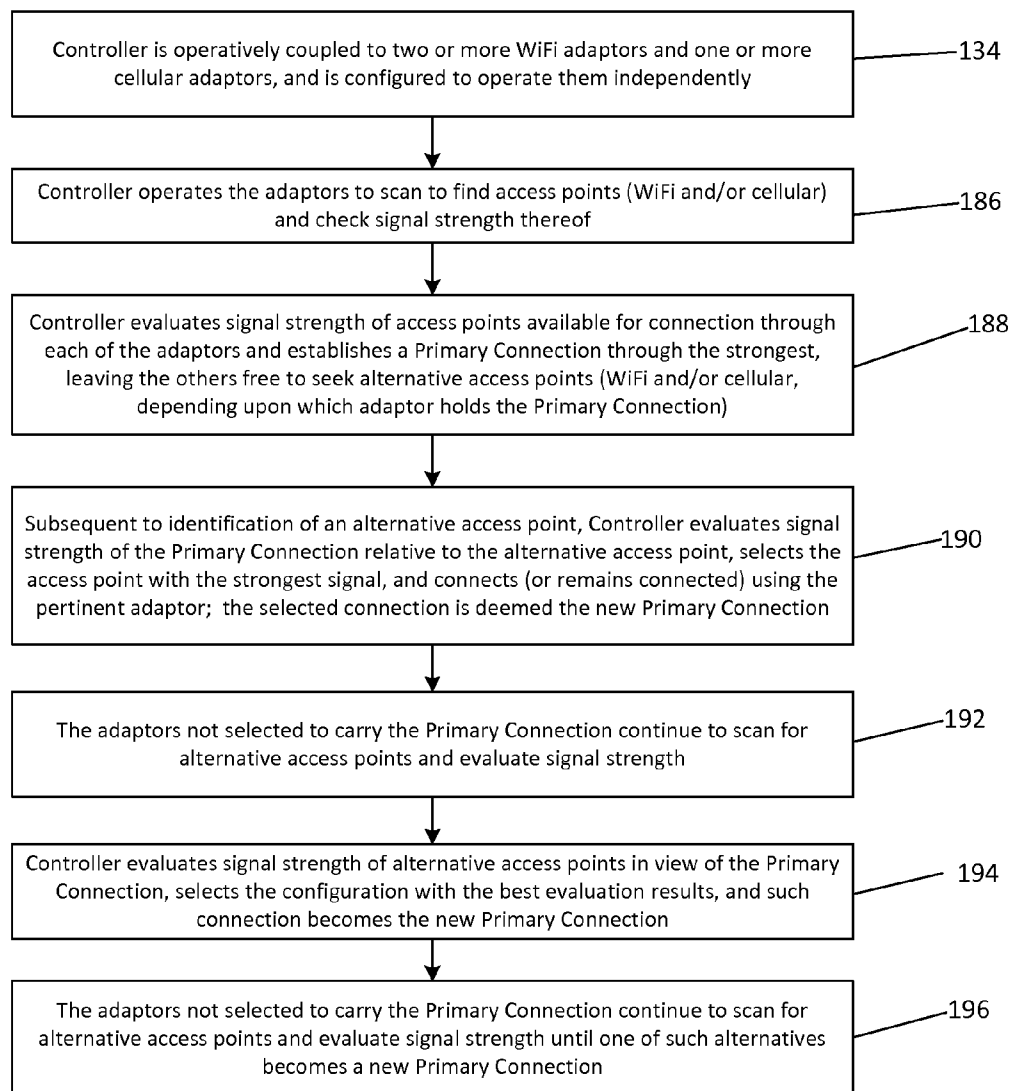 Controller is operatively coupled to two or more WiFi adaptors and one or more
cellular adaptors, and is configured to operate them independently
134
Controller operates the adaptors to scan to find access points (WiFi and/or cellular)
and check signal strength thereof
186
Controller evaluates signal strength of access points available for connection through
each of the adaptors and establishes a Primary Connection through the strongest,
leaving the others free to seek alternative access points (WiFi and/or cellular,
depending upon which adaptor holds the Primary Connection)
188
Subsequent to identification of an alternative access point, Controller evaluates signal
strength of the Primary Connection relative to the alternative access point, selects the
access point with the strongest signal, and connects (or remains connected) using the
pertinent adaptor; the selected connection is deemed the new Primary Connection
190
The adaptors not selected to carry the Primary Connection continue to scan for
alternative access points and evaluate signal strength
192
Controller evaluates signal strength of alternative access points in view of the Primary
Connection, selects the configuration with the best evaluation results, and such
connection becomes the new Primary Connection
194
The adaptors not selected to carry the Primary Connection continue to scan for
alternative access points and evaluate signal strength until one of such alternatives
becomes a new Primary Connection
196